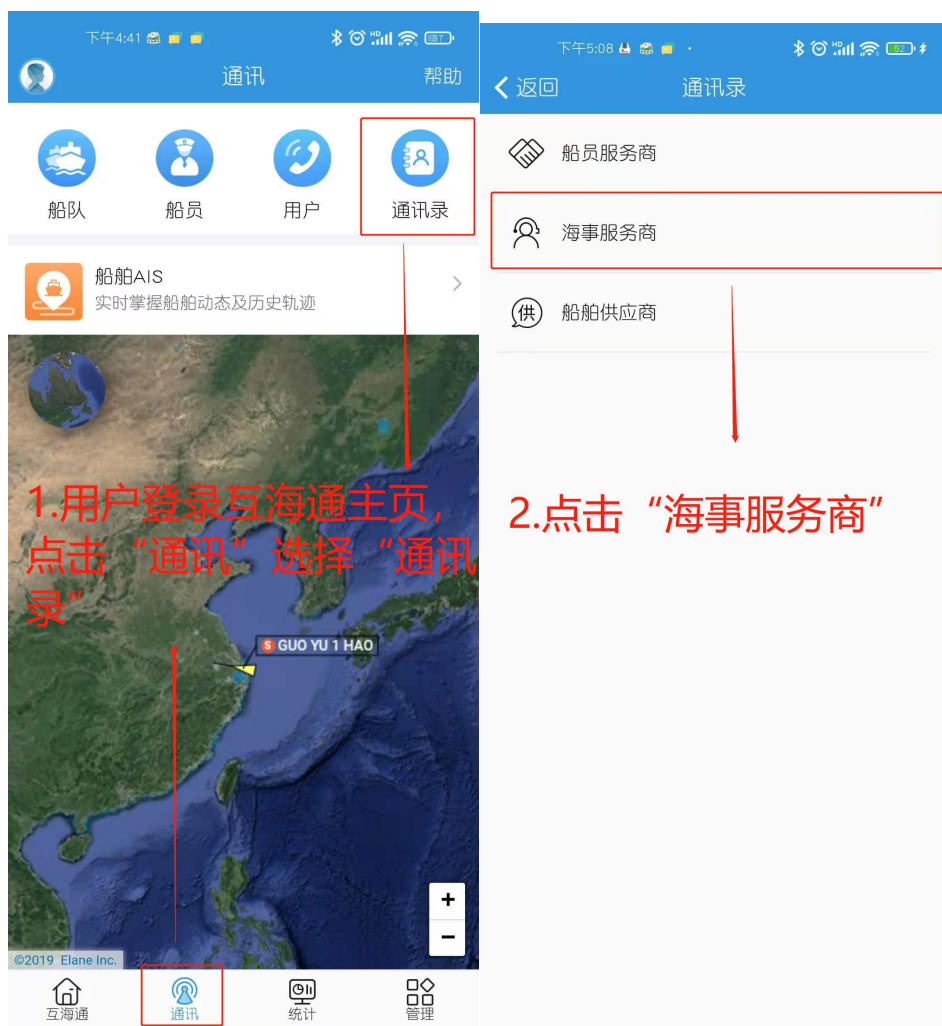 下午4:41
87
通讯
帮助
船队
船员
用户
通讯录
船舶AIS
实时掌握船舶动态及历史轨迹
1.用户登录互海通主页,
点击“通讯”选择“通讯
录”
S GUO YU 1 HAO
+
−
©2019 Elane Inc.
互海通
通讯
统计
管理
下午5:08
52
返回
通讯录
船员服务商
海事服务商
供
船舶供应商
2.点击“海事服务商”